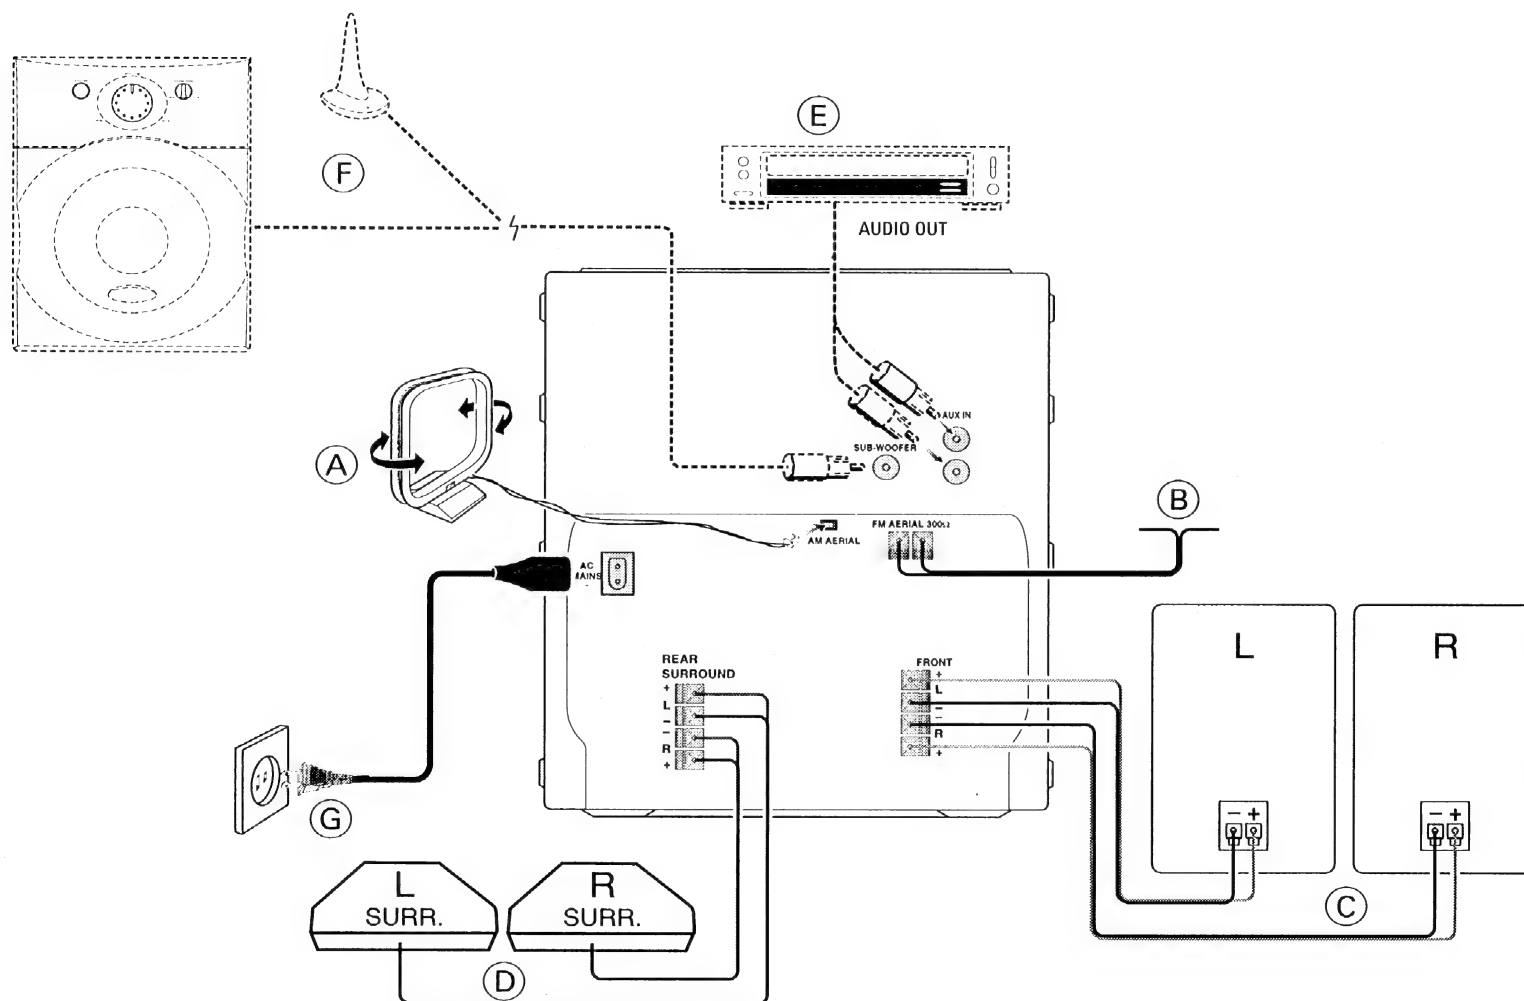 F
E
AUDIO OUT
AUX IN
SUB-WOOFER
A
AM AERIAL
FM AERIAL 300Ω
B
AC
MAINS
~
L
R
REAR
SURROUND
+
L
−
−
R
+
FRONT
+
L
−
−
R
+
− +
− +
G
C
L
SURR.
R
SURR.
D